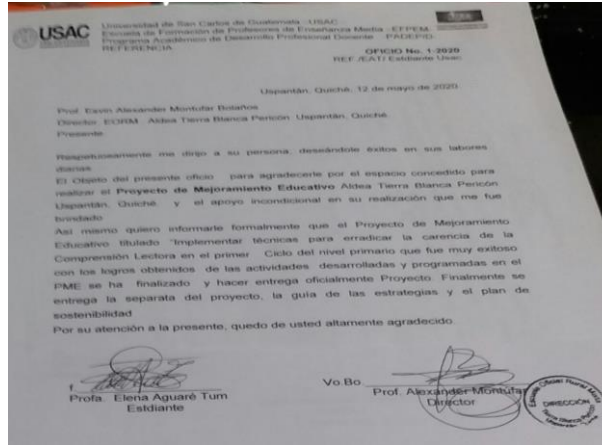 USAC
Universidad de San Carlos de Guatemala - USAC
Escuela de Formación de Profesores de Enseñanza Media - EFPEM-
Programa Académico de Desarrollo Profesional Docente - PADEP/D-
REFERENCIA
OFICIO No. 1-2020
REF /EAT/ Estdiante Usac
Uspantán, Quiché, 12 de mayo de 2020
Prof. Alexander Montufar Bolaños
Director EORM Aldea Tierra Blanca Pericón Uspantán, Quiché.
Presente
Respetuosamente me dirijo a su persona, deseándole éxitos en sus labores
diarias
El Objeto del presente oficio para agradecerle por el espacio concedido para
realizar el Proyecto de Mejoramiento Educativo Aldea Tierra Blanca Pericón
Uspantán, Quiché. y el apoyo incondicional en su realización que me fue
brindado
Así mismo quiero informarle formalmente que el Proyecto de Mejoramiento
Educativo titulado "Implementar técnicas para erradicar la carencia de la
Comprensión Lectora en el primer Ciclo del nivel primario que fue muy exitoso
con los logros obtenidos de las actividades desarrolladas y programadas en el
PME se ha finalizado y hacer entrega oficialmente Proyecto. Finalmente se
entrega la separata del proyecto, la guía de las estrategias y el plan de
sostenibilidad
Por su atención a la presente, quedo de usted altamente agradecido
f.
Profa. Elena Aguaré Tum
Estdiante
Vo.Bo.
Prof. Alexander Montufar
Director
DIRECCIÓN